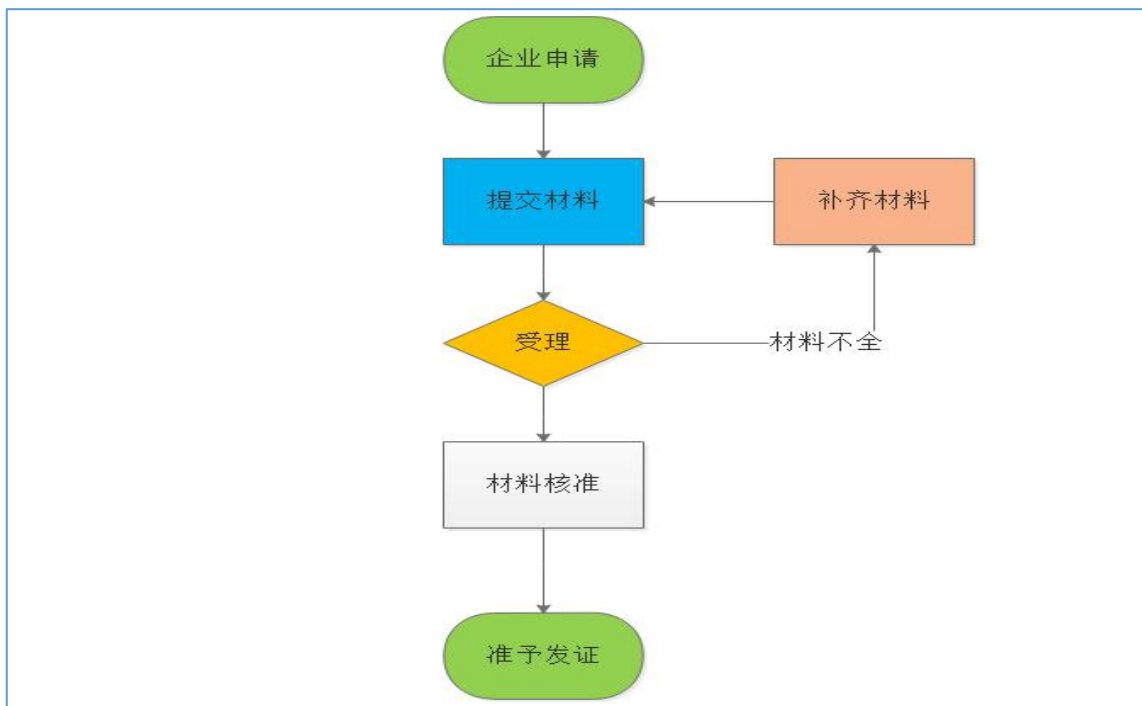 企业申请
提交材料
补齐材料
受理
材料不全
材料核准
准予发证